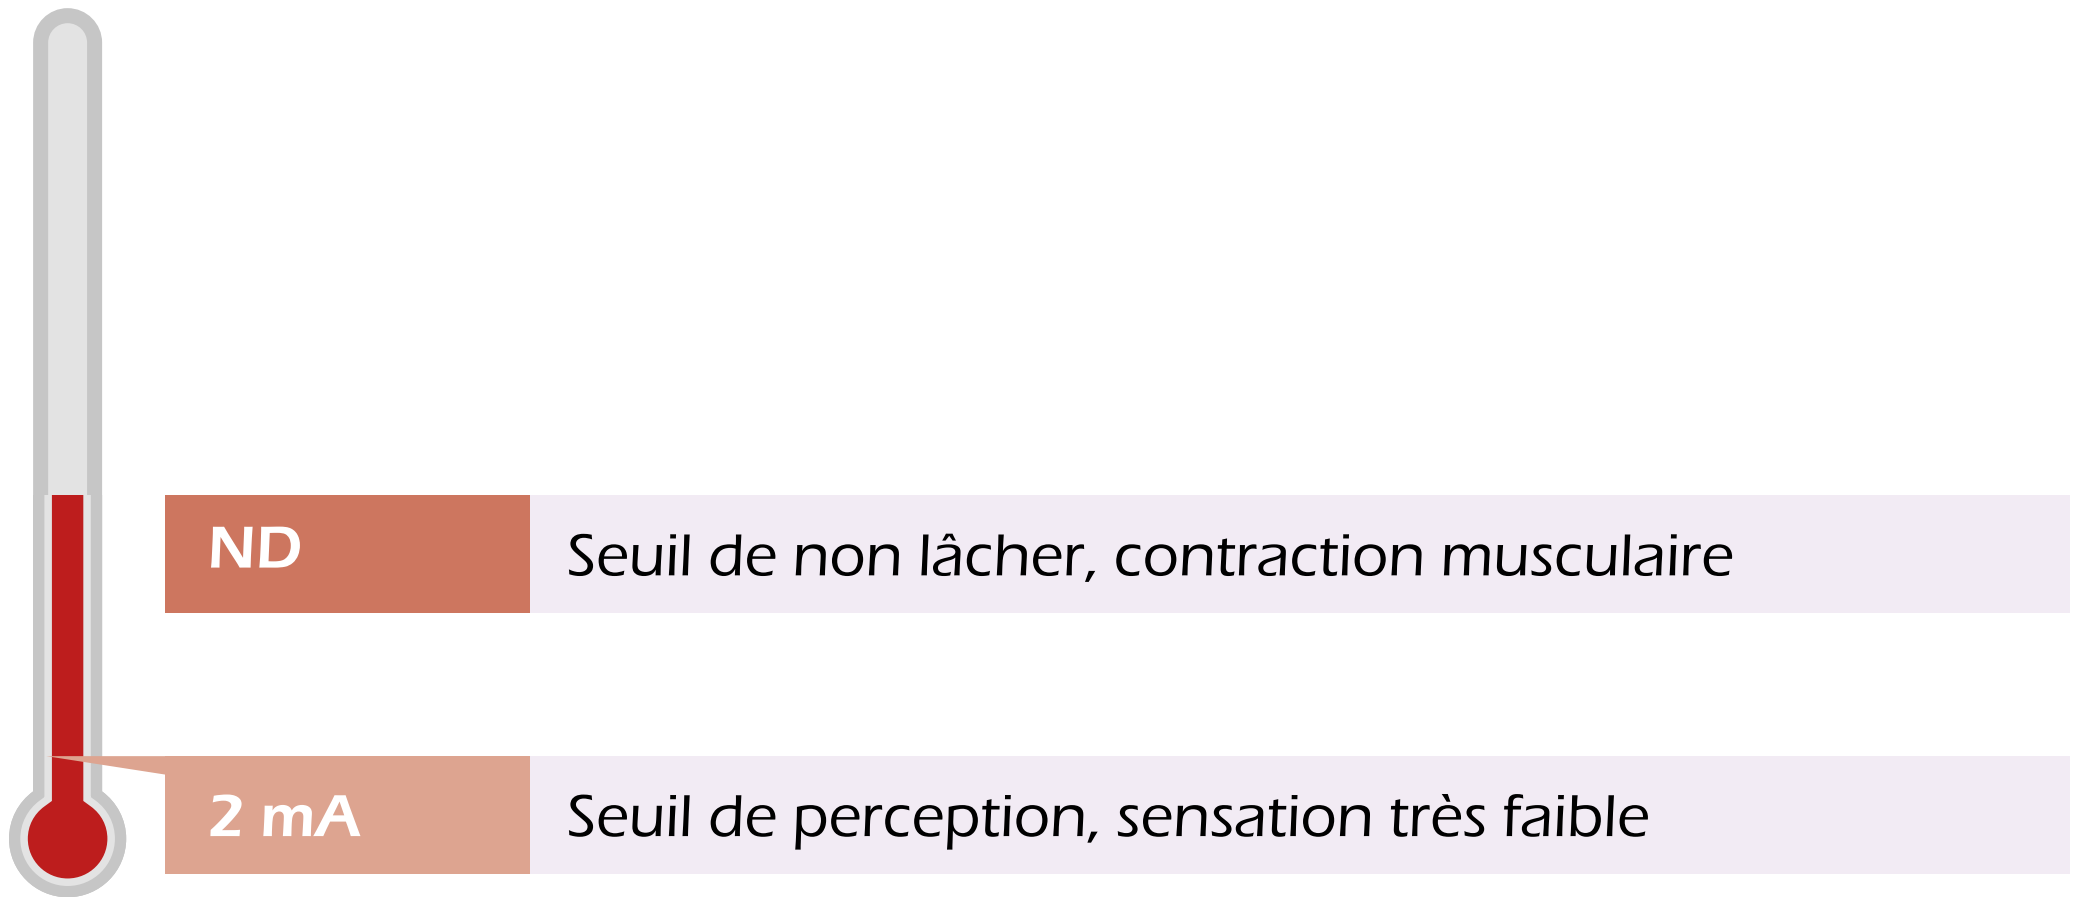 ND
Seuil de non lâcher, contraction musculaire
2 mA
Seuil de perception, sensation très faible